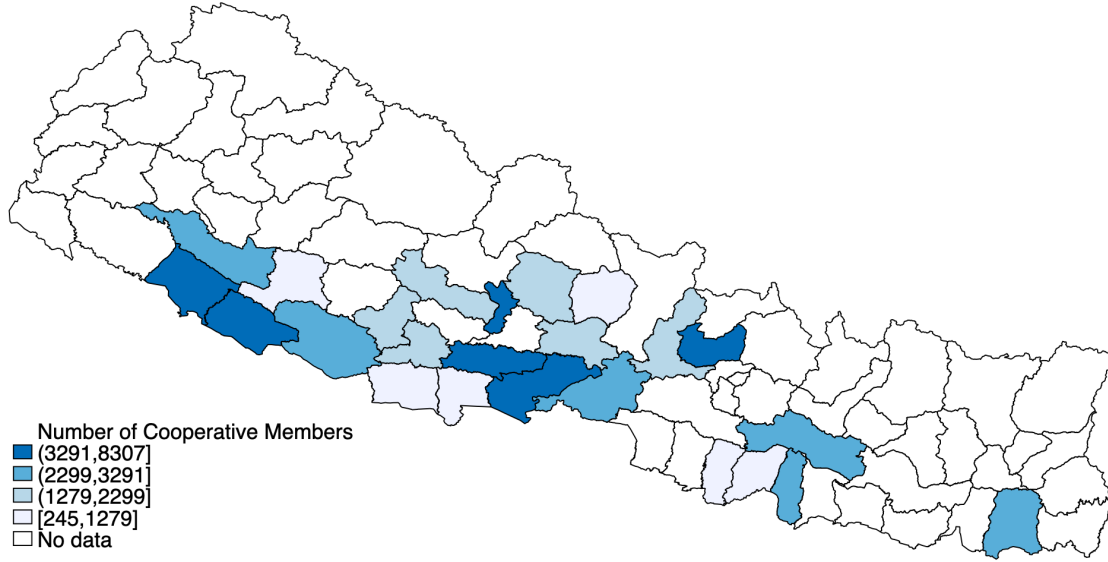 Number of Cooperative Members
(3291,8307]
(2299,3291]
(1279,2299]
[245,1279]
No data